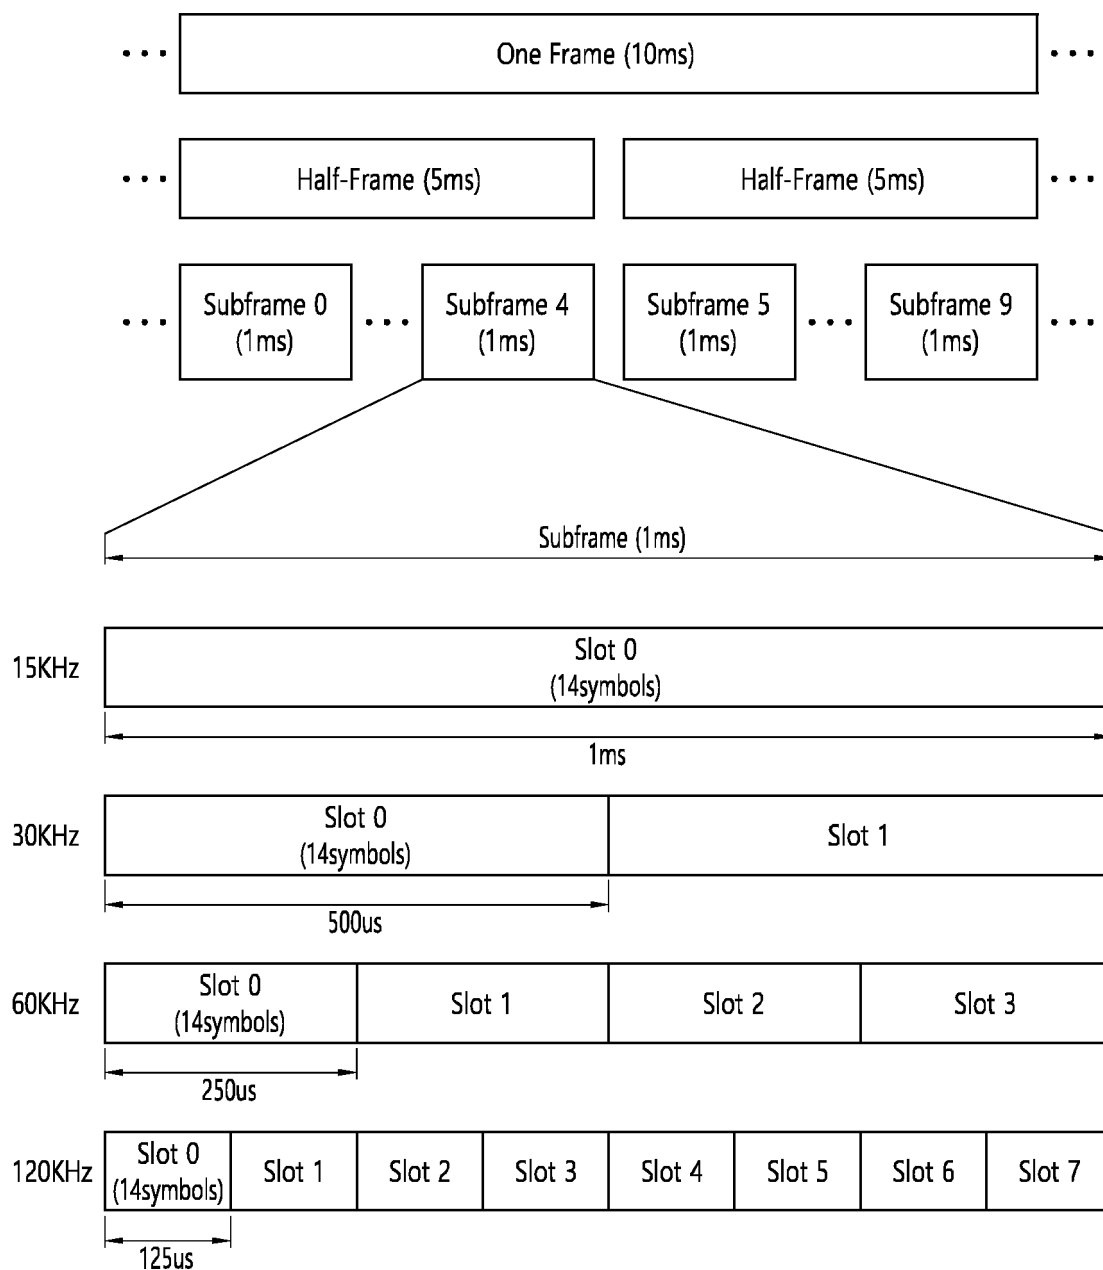 One Frame (10ms)
Half-Frame (5ms) Half-Frame (5ms)
Subframe 0 Subframe 4 Subframe 5 Subframe 9
(1ms) (1ms) (1ms) (1ms)
Subframe (1ms)
15KHz
Slot 0
(14symbols)
1ms
30KHz
Slot 0
(14symbols)
Slot 1
500us
60KHz
Slot 0
(14symbols)
Slot 1 Slot 2 Slot 3
250us
120KHz
Slot 0
(14symbols)
Slot 1 Slot 2 Slot 3 Slot 4 Slot 5 Slot 6 Slot 7
125us